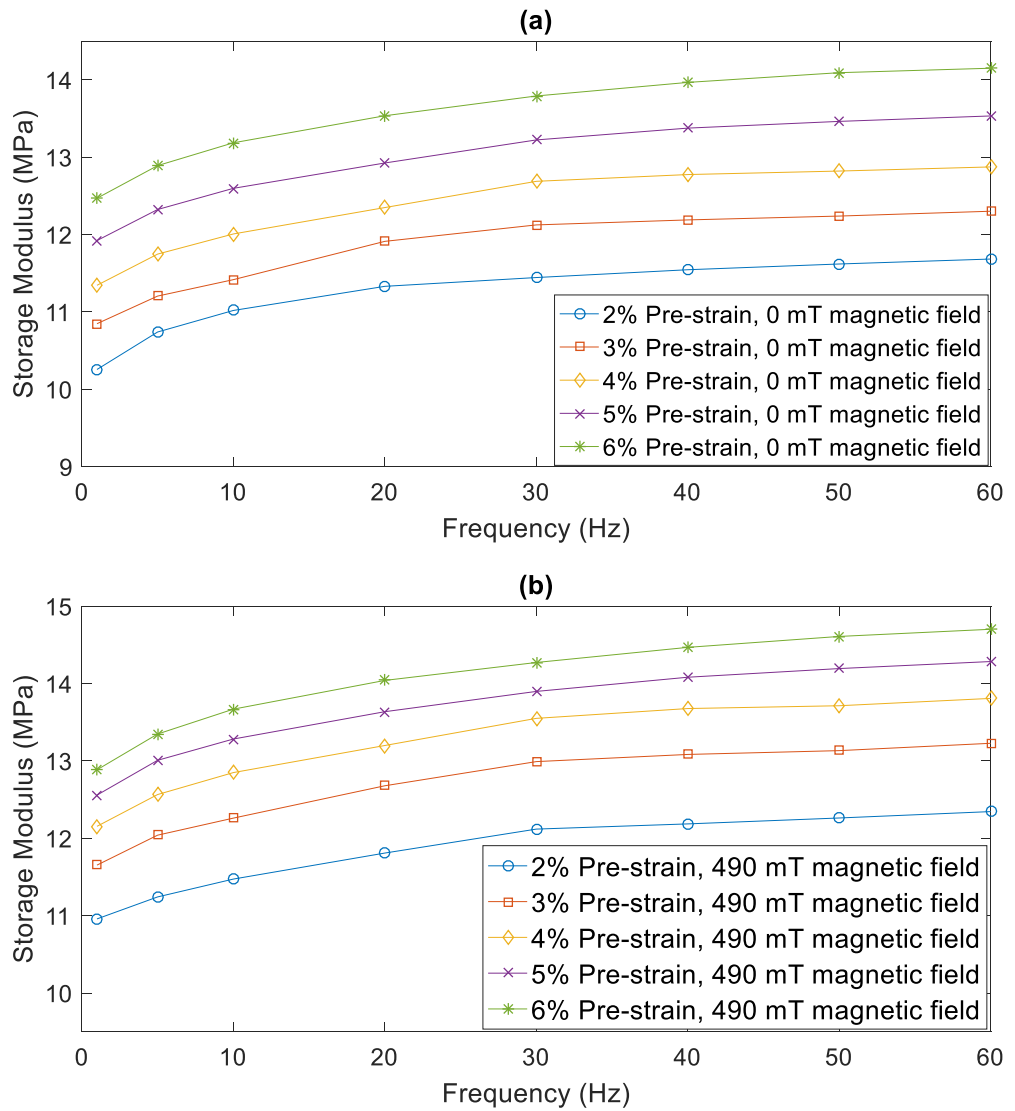 (a)
Storage Modulus (MPa)
14
13
12
11
10
9
0 10 20 30 40 50 60
Frequency (Hz)
2% Pre-strain, 0 mT magnetic field
3% Pre-strain, 0 mT magnetic field
4% Pre-strain, 0 mT magnetic field
5% Pre-strain, 0 mT magnetic field
6% Pre-strain, 0 mT magnetic field
(b)
Storage Modulus (MPa)
15
14
13
12
11
10
0 10 20 30 40 50 60
Frequency (Hz)
2% Pre-strain, 490 mT magnetic field
3% Pre-strain, 490 mT magnetic field
4% Pre-strain, 490 mT magnetic field
5% Pre-strain, 490 mT magnetic field
6% Pre-strain, 490 mT magnetic field